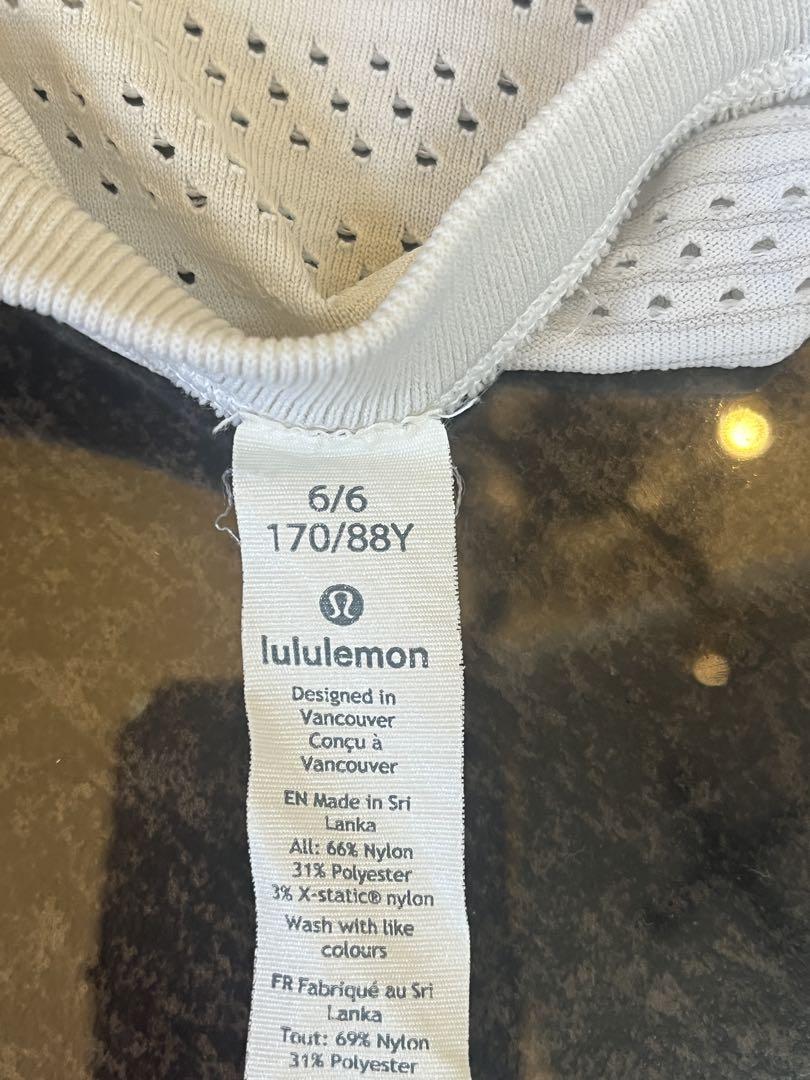 6/6
170/88Y
lululemon
Designed in
Vancouver
Conçu à
Vancouver
EN Made in Sri
Lanka
All: 66% Nylon
31% Polyester
3% X-static® nylon
Wash with like
colours
FR Fabriqué au Sri
Lanka
Tout: 69% Nylon
31% Polyester